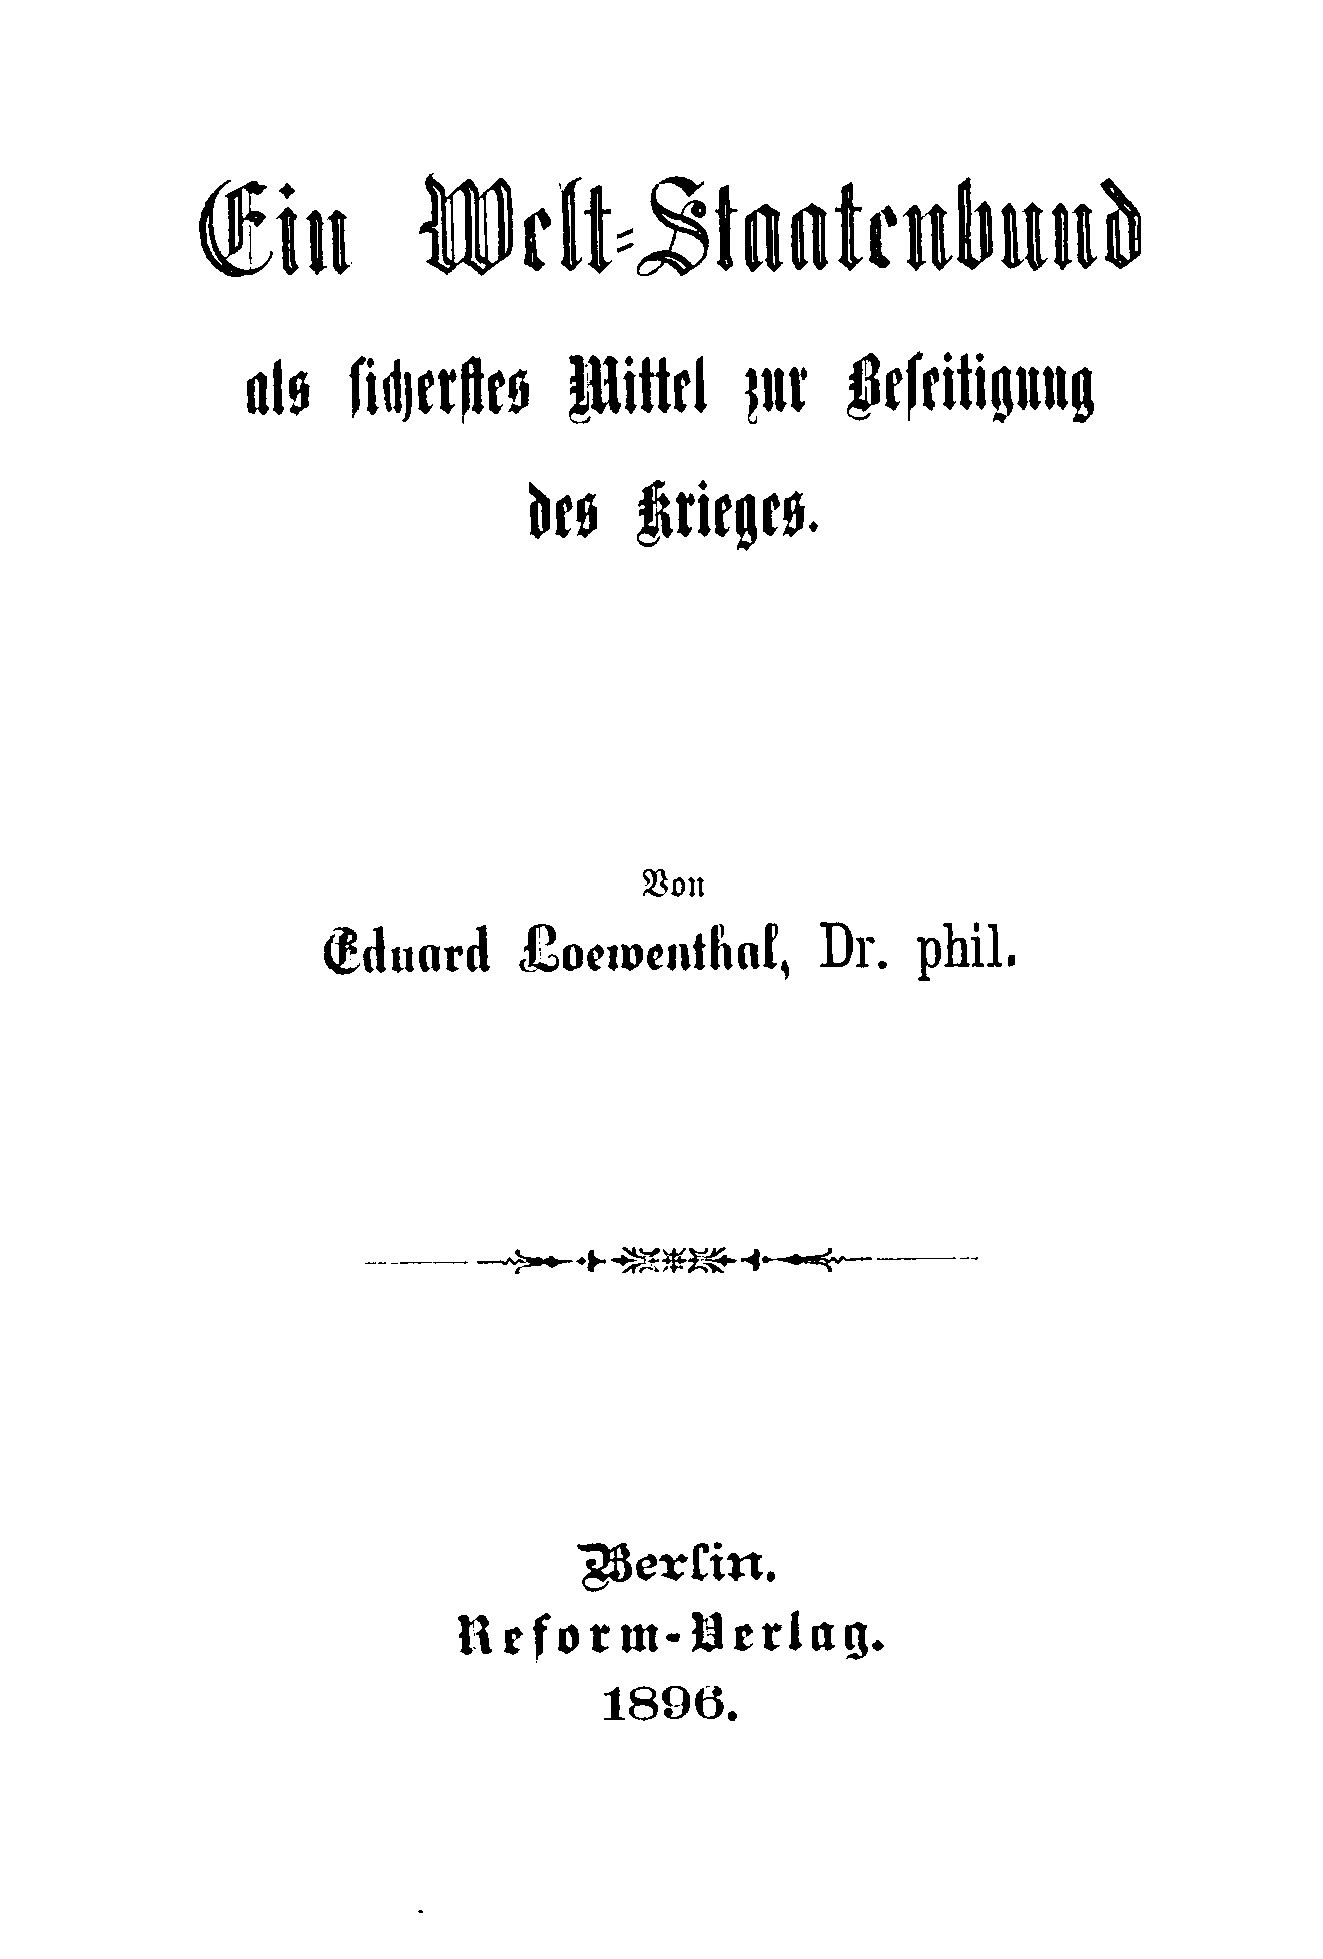 Ein Welt-Staatenbund
als sicherstes Mittel zur Beseitigung
des Krieges.
Von
Eduard Loewenthal, Dr. phil.
Berlin.
Reform-Verlag.
1896.